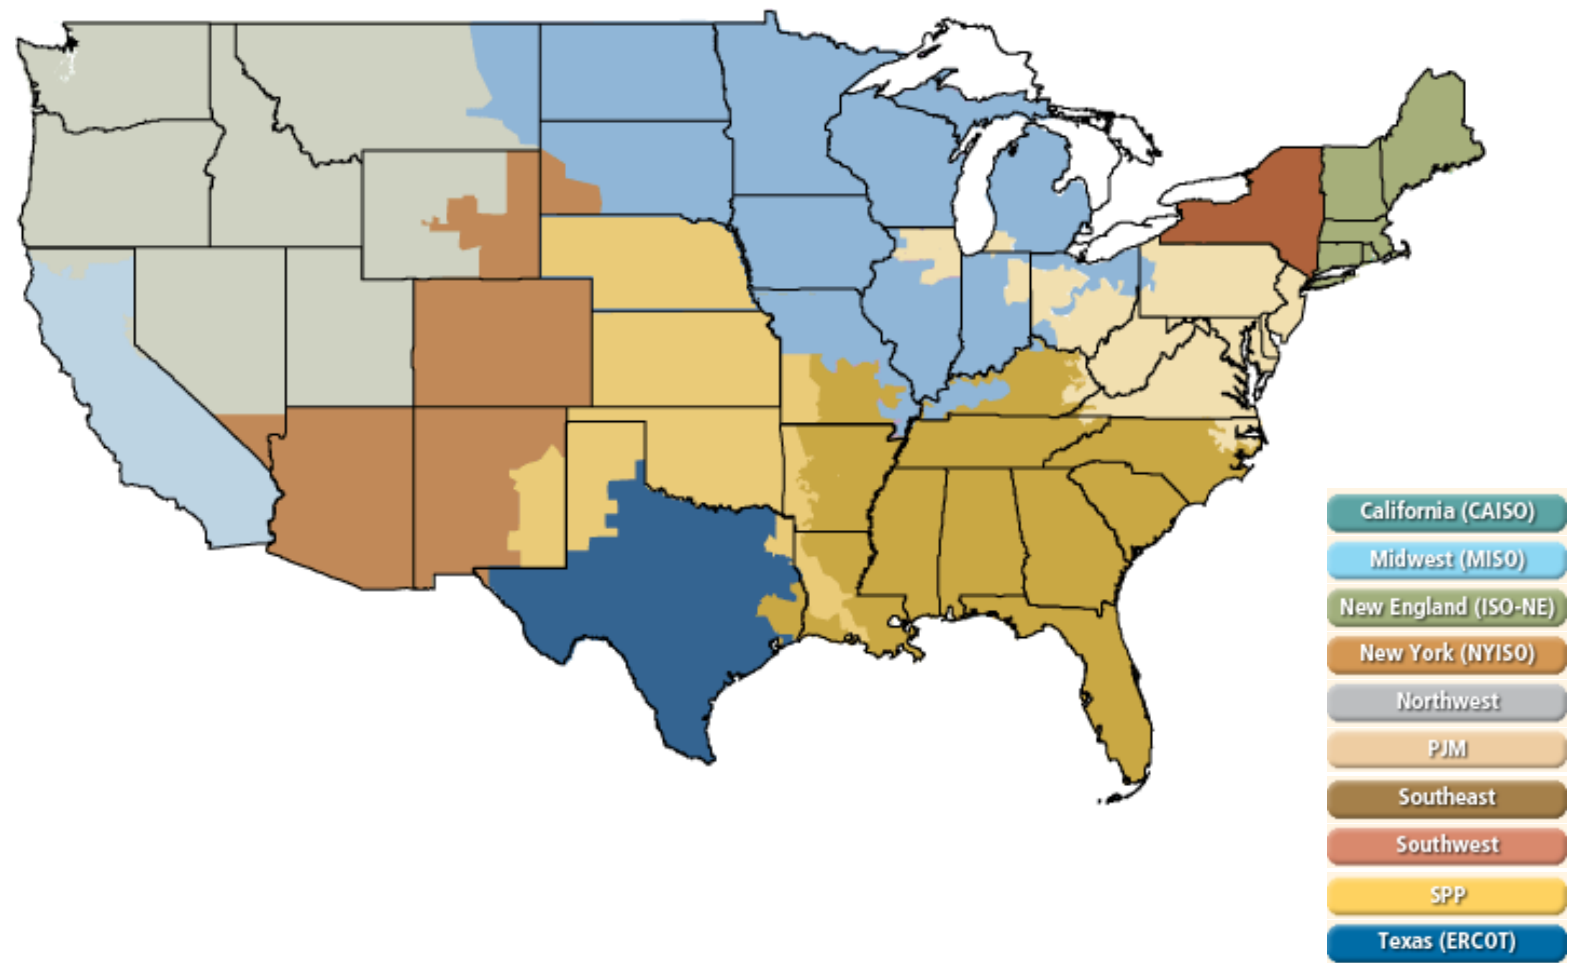 California (CAISO)
Midwest (MISO)
New England (ISO-NE)
New York (NYISO)
Northwest
PJM
Southeast
Southwest
SPP
Texas (ERCOT)